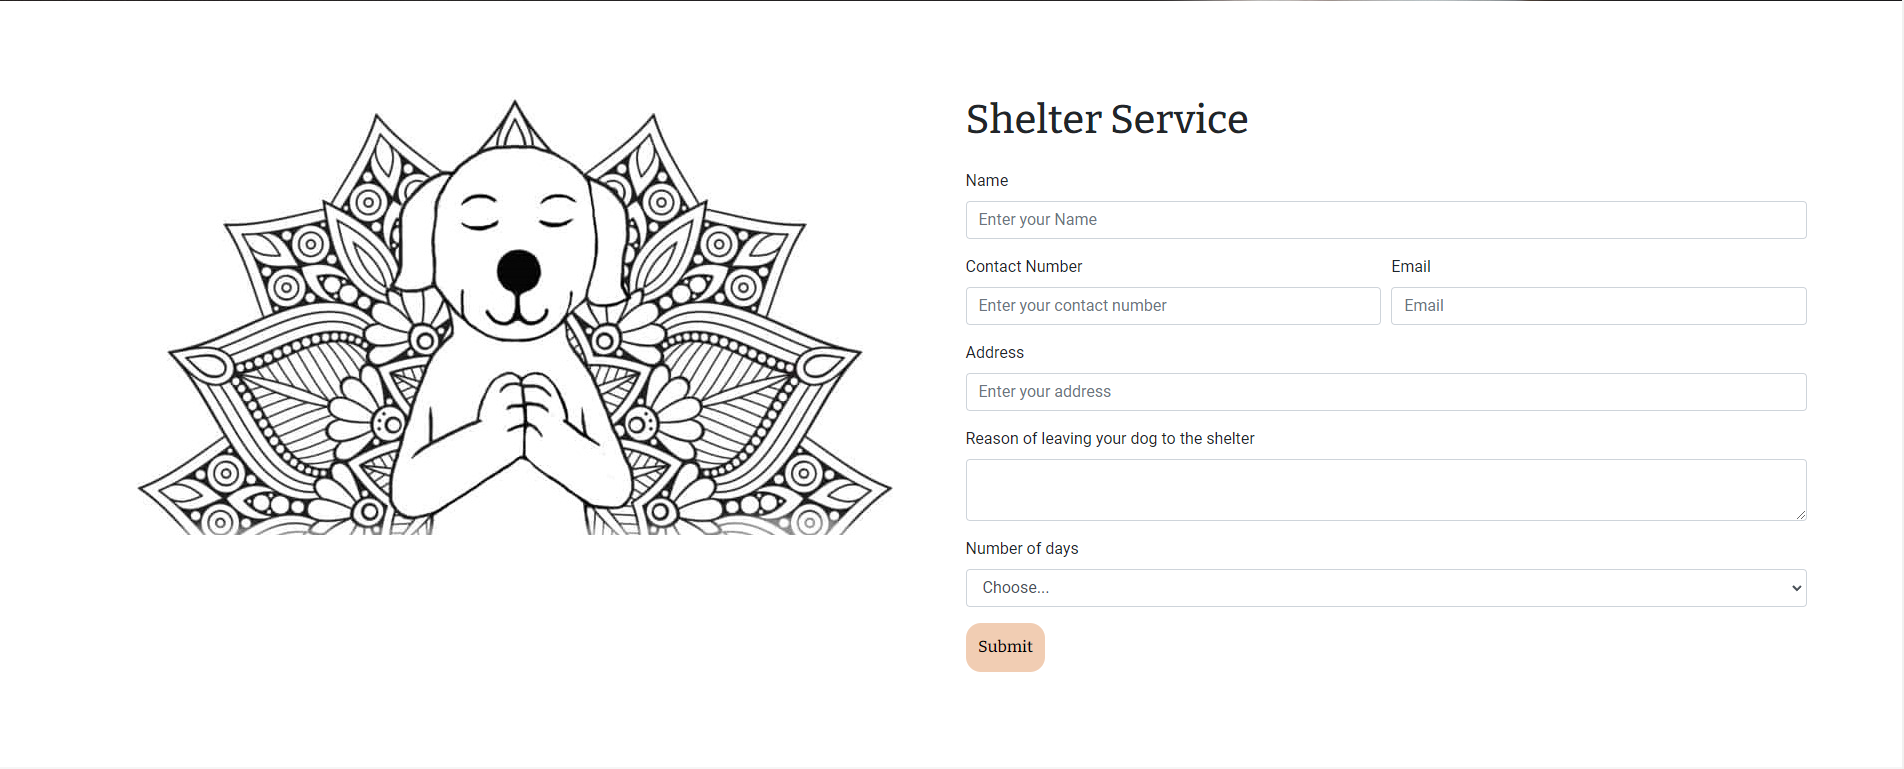 Shelter Service
Name
Enter your Name
Contact Number
Email
Enter your contact number
Email
Address
Enter your address
Reason of leaving your dog to the shelter
Number of days
Choose...
Submit